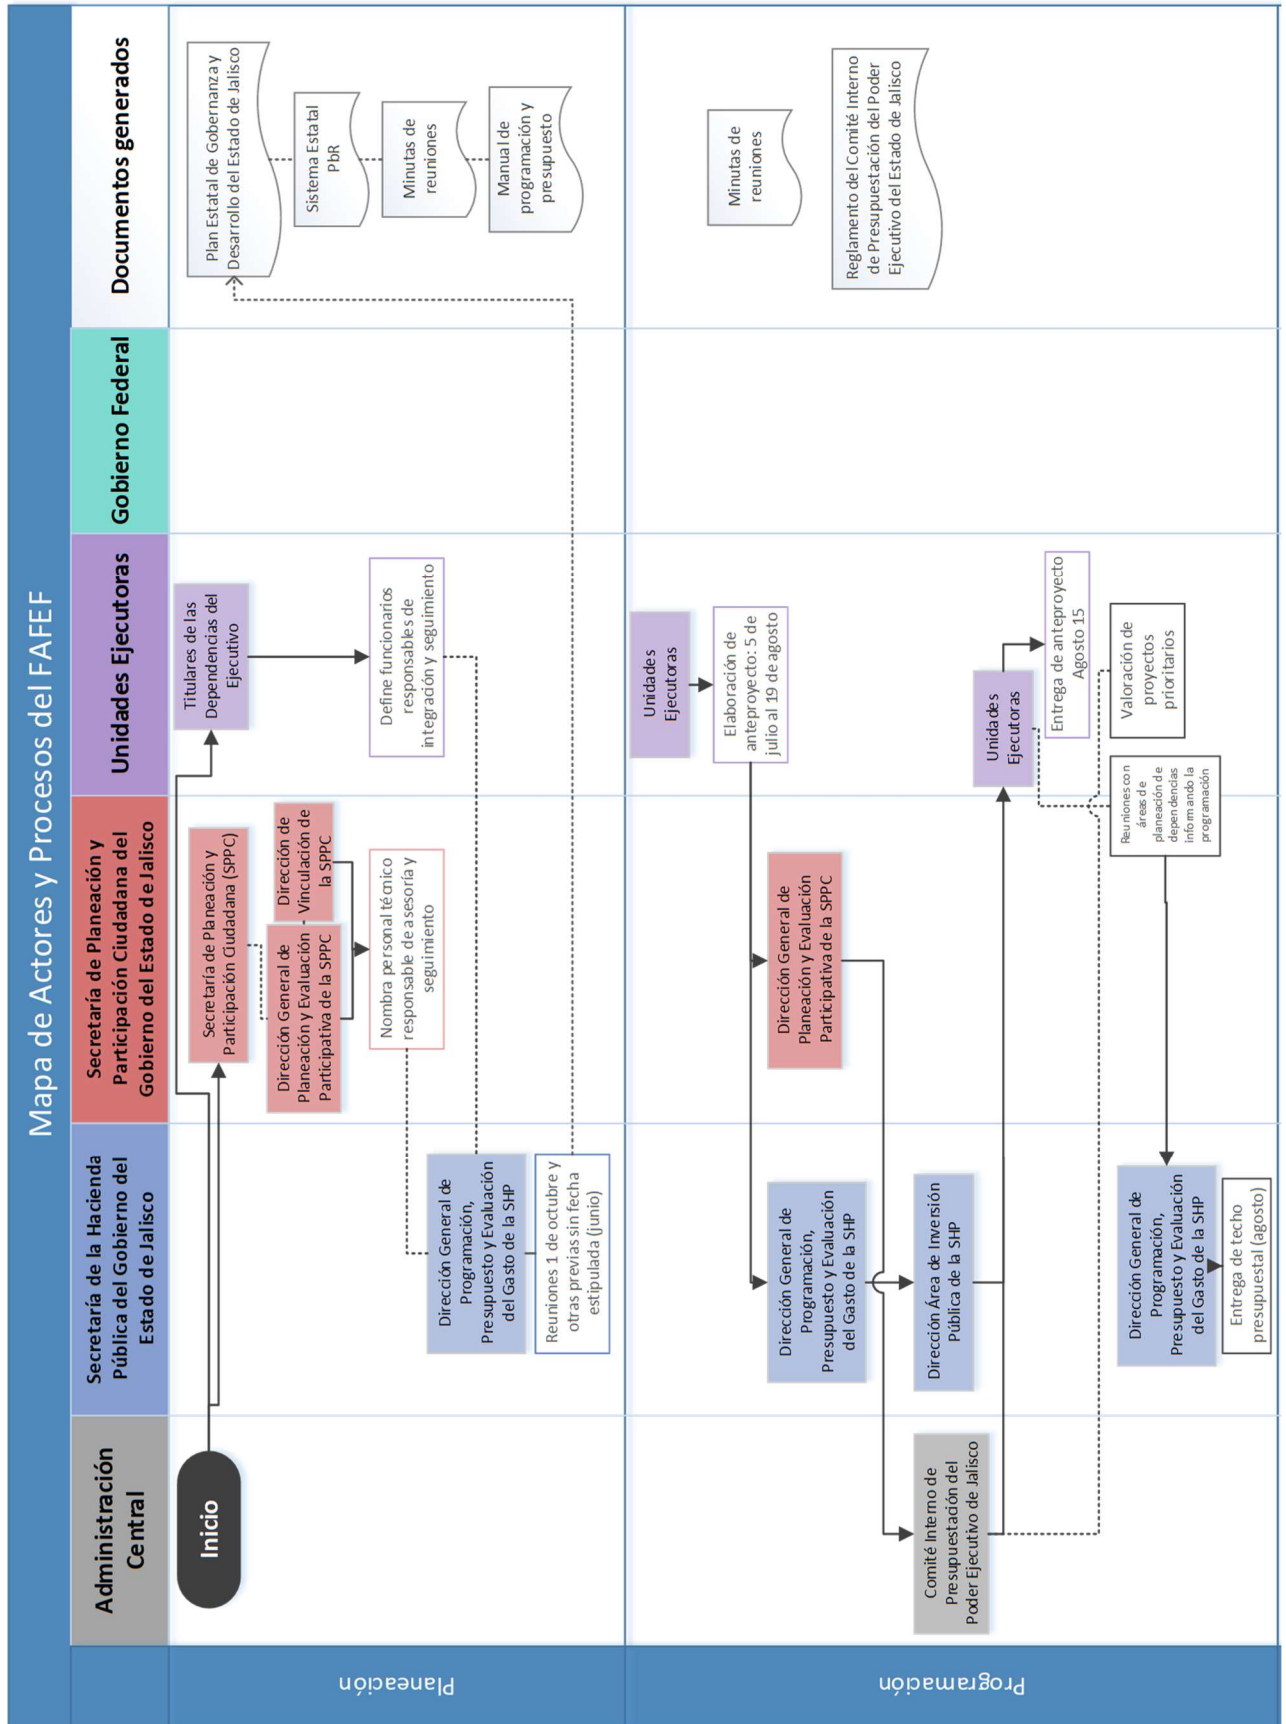 Mapa de Actores y Procesos del FAFEF
Administración
Central
Secretaría de la Hacienda
Pública del Gobierno del
Estado de Jalisco
Secretaría de Planeación y
Participación Ciudadana del
Gobierno del Estado de Jalisco
Unidades Ejecutoras
Gobierno Federal
Documentos generados
Planeación
Inicio
Secretaría de Planeación y
Participación Ciudadana (SPPC)
Dirección General de
Planeación y Evaluación
Participativa de la SPPC
Dirección de
Vinculación de
la SPPC
Nombra personal técnico
responsable de asesoría y
seguimiento
Titulares de las
Dependencias del
Ejecutivo
Define funcionarios
responsables de
integración y seguimiento
Dirección General de
Programación,
Presupuesto y Evaluación
del Gasto de la SHP
Reuniones 1 de octubre y
otras previas sin fecha
estipulada (junio)
Plan Estatal de Gobernanza y
Desarrollo del Estado de Jalisco
Sistema Estatal
PbR
Minutas de
reuniones
Manual de
programación y
presupuesto
Programación
Unidades
Ejecutoras
Elaboración de
anteproyecto: 5 de
julio al 19 de agosto
Dirección General de
Planeación y Evaluación
Participativa de la SPPC
Dirección General de
Programación,
Presupuesto y Evaluación
del Gasto de la SHP
Dirección Área de Inversión
Pública de la SHP
Comité Interno de
Presupuestación del
Poder Ejecutivo de Jalisco
Unidades
Ejecutoras
Entrega de anteproyecto
Agosto 15
Valoración de
proyectos
prioritarios
Reuniones con
áreas de
planeación de
dependencias
informando la
programación
Dirección General de
Programación,
Presupuesto y Evaluación
del Gasto de la SHP
Entrega de techo
presupuestal (agosto)
Minutas de
reuniones
Reglamento del Comité Interno
de Presupuestación del Poder
Ejecutivo del Estado de Jalisco